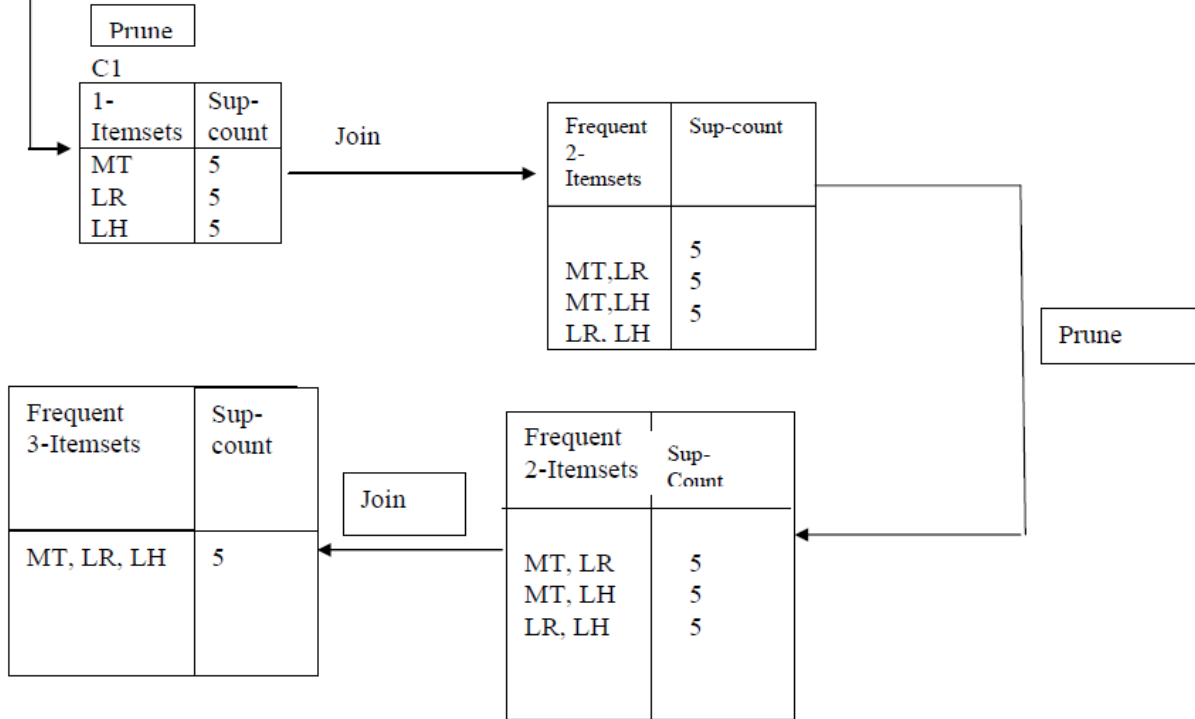 Prune
C1
1-
Itemsets
Sup-
count
MT 5
LR 5
LH 5
Join
Frequent
2-
Itemsets
Sup-count
MT,LR
MT,LH
LR. LH
5
5
5
Prune
Frequent
2-Itemsets
Sup-
Count
MT, LR 5
MT, LH 5
LR, LH 5
Join
Frequent
3-Itemsets
Sup-
count
MT, LR, LH 5